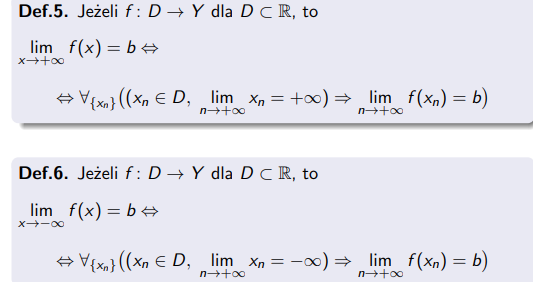 Def.5. Jeżeli f: D → Y dla D ⊂ ℝ, to
lim_{x→+∞} f(x) = b ⇔
⇔ ∀_{{x_n}}((x_n ∈ D, lim_{n→+∞} x_n = +∞) ⇒ lim_{n→+∞} f(x_n) = b)
Def.6. Jeżeli f: D → Y dla D ⊂ ℝ, to
lim_{x→−∞} f(x) = b ⇔
⇔ ∀_{{x_n}}((x_n ∈ D, lim_{n→+∞} x_n = −∞) ⇒ lim_{n→+∞} f(x_n) = b)